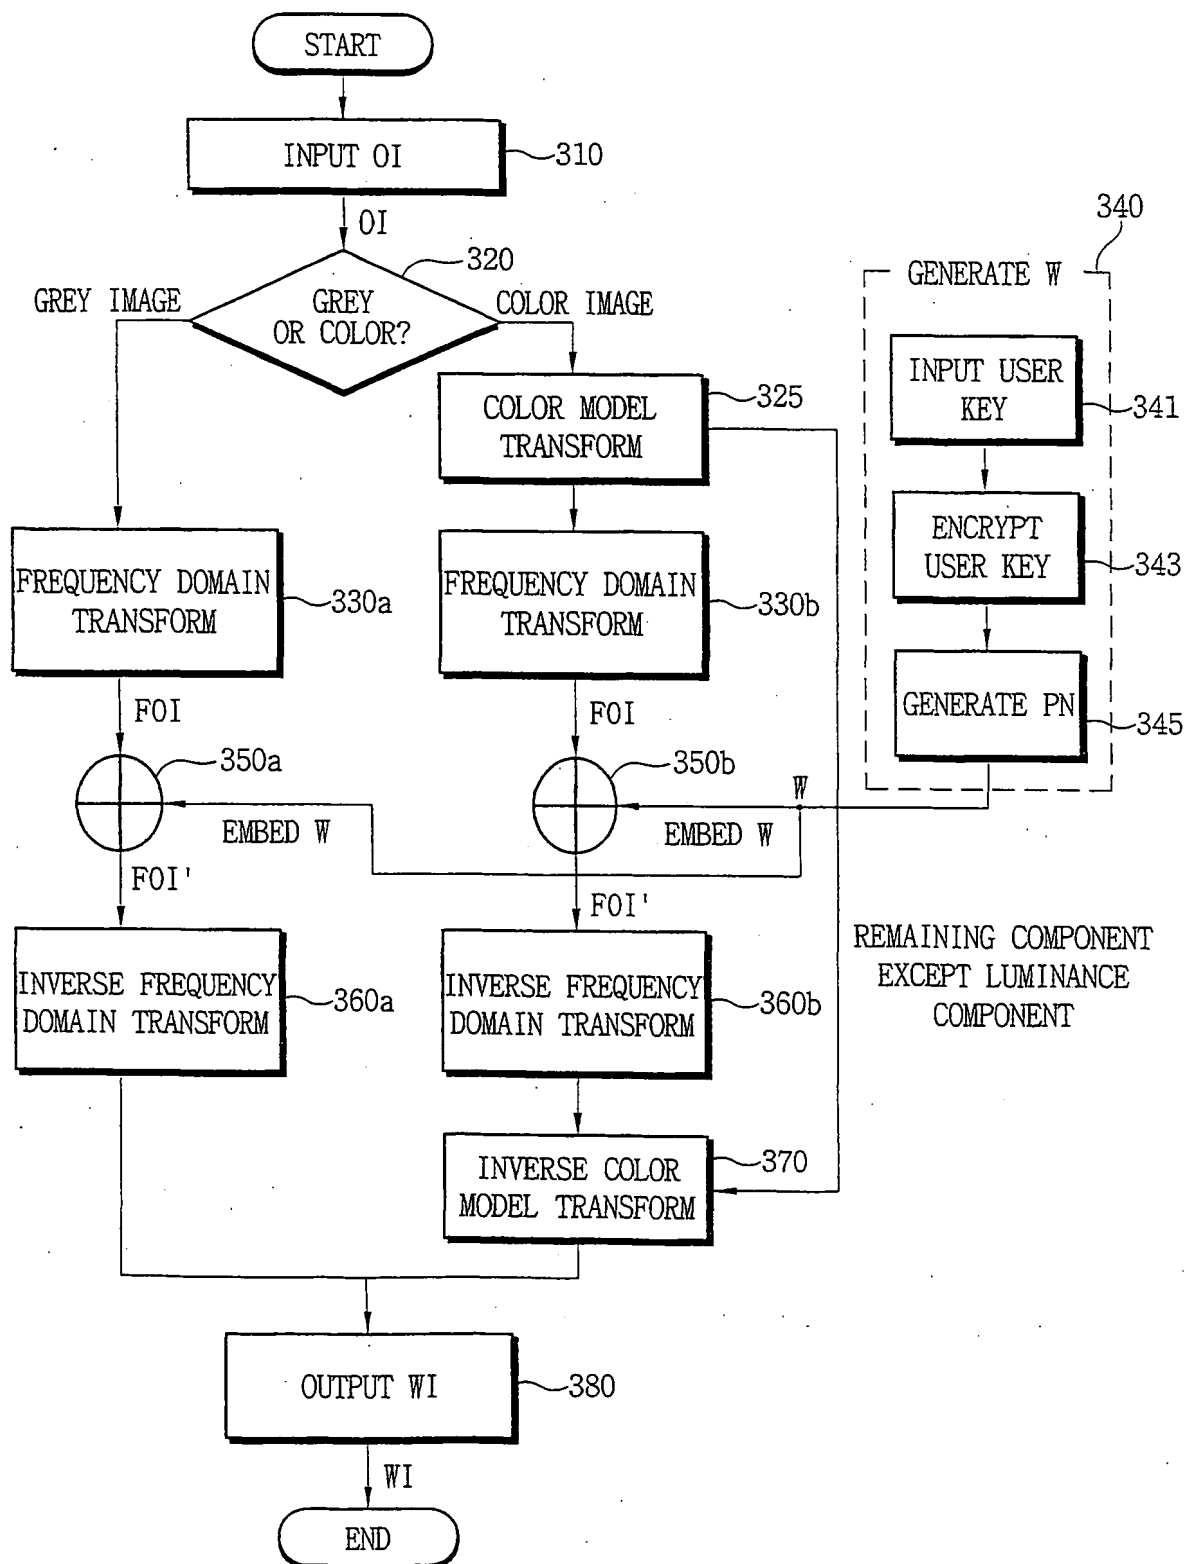 START
INPUT OI
310
OI
320
340
GENERATE W
GREY IMAGE
GREY
OR COLOR?
COLOR IMAGE
INPUT USER
KEY
341
COLOR MODEL
TRANSFORM
325
ENCRYPT
USER KEY
343
FREQUENCY DOMAIN
TRANSFORM
330a
FREQUENCY DOMAIN
TRANSFORM
330b
GENERATE PN
345
FOI
FOI
350a
350b
W
EMBED W
EMBED W
FOI'
FOI'
REMAINING COMPONENT
EXCEPT LUMINANCE
COMPONENT
INVERSE FREQUENCY
DOMAIN TRANSFORM
360a
INVERSE FREQUENCY
DOMAIN TRANSFORM
360b
INVERSE COLOR
MODEL TRANSFORM
370
OUTPUT WI
380
WI
END